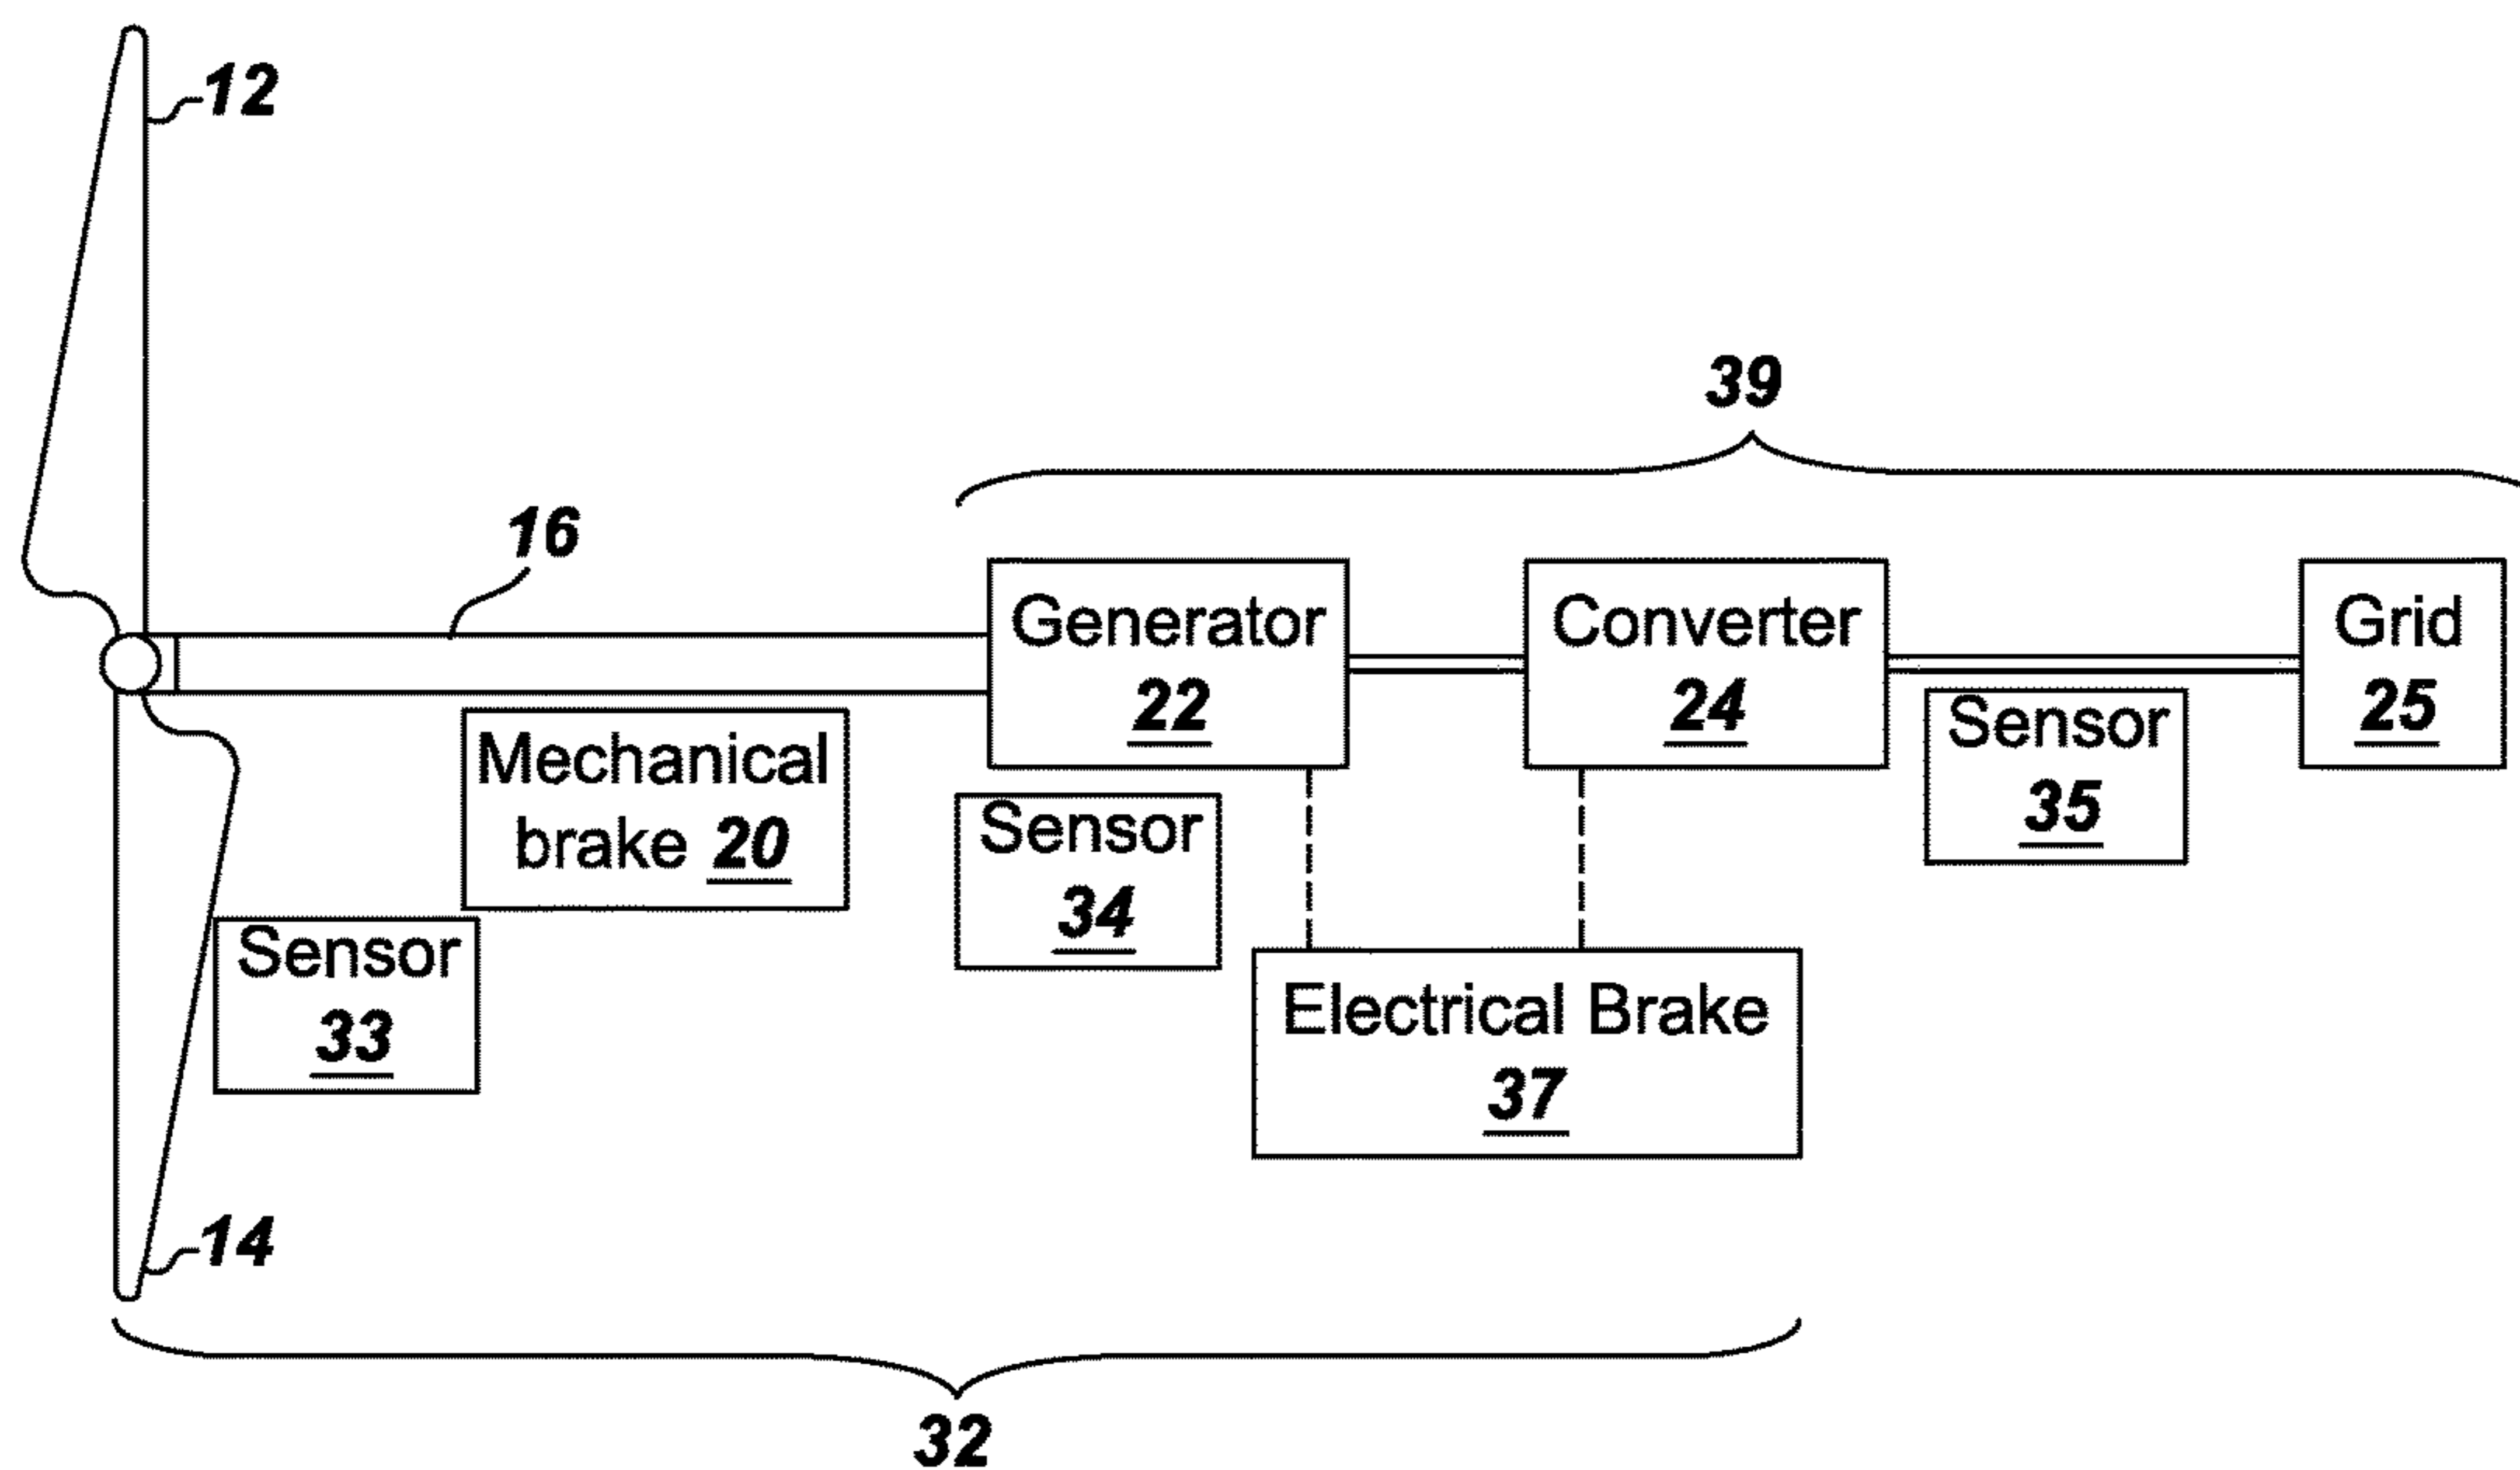 12
39
16
Generator
22
Converter
24
Grid
25
Mechanical
brake 20
Sensor
35
Sensor
34
Sensor
33
Electrical Brake
37
14
32